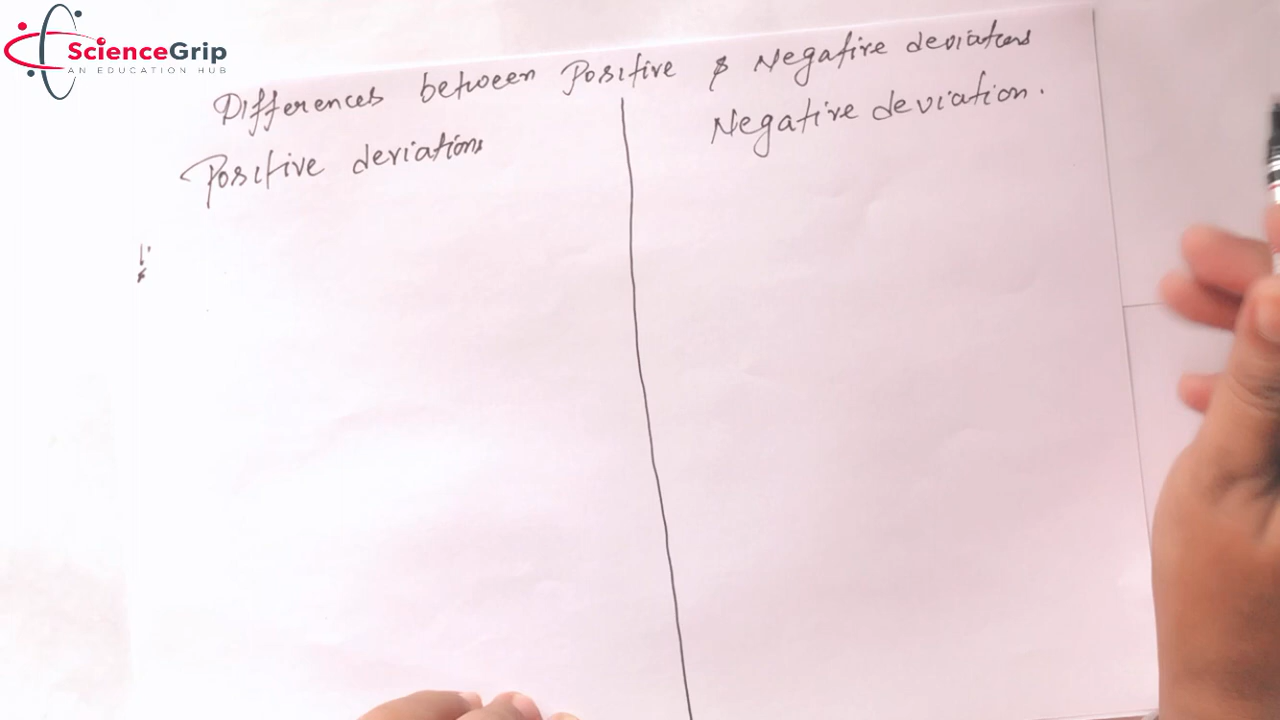 ScienceGrip
AN EDUCATION HUB
Differences between Positive & Negative deviations
Positive deviations
Negative deviation.